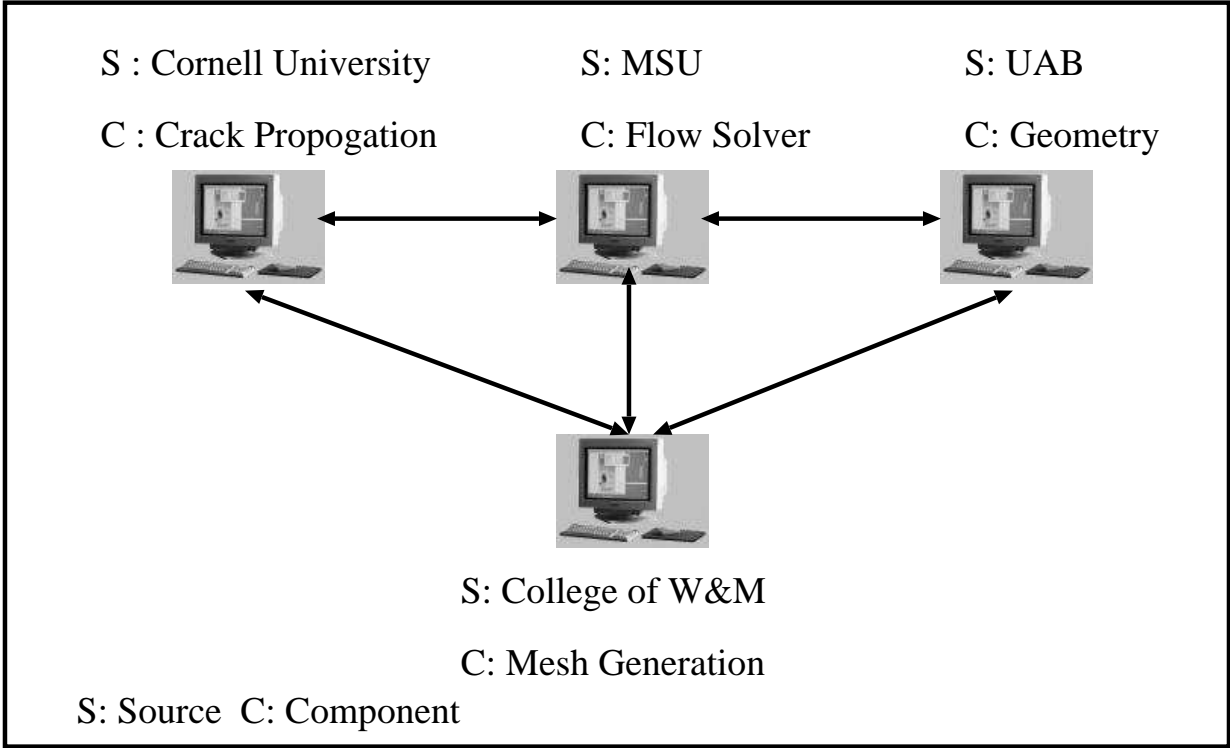 S : Cornell University
S: MSU
S: UAB
C : Crack Propogation
C: Flow Solver
C: Geometry
S: College of W&M
C: Mesh Generation
S: Source C: Component